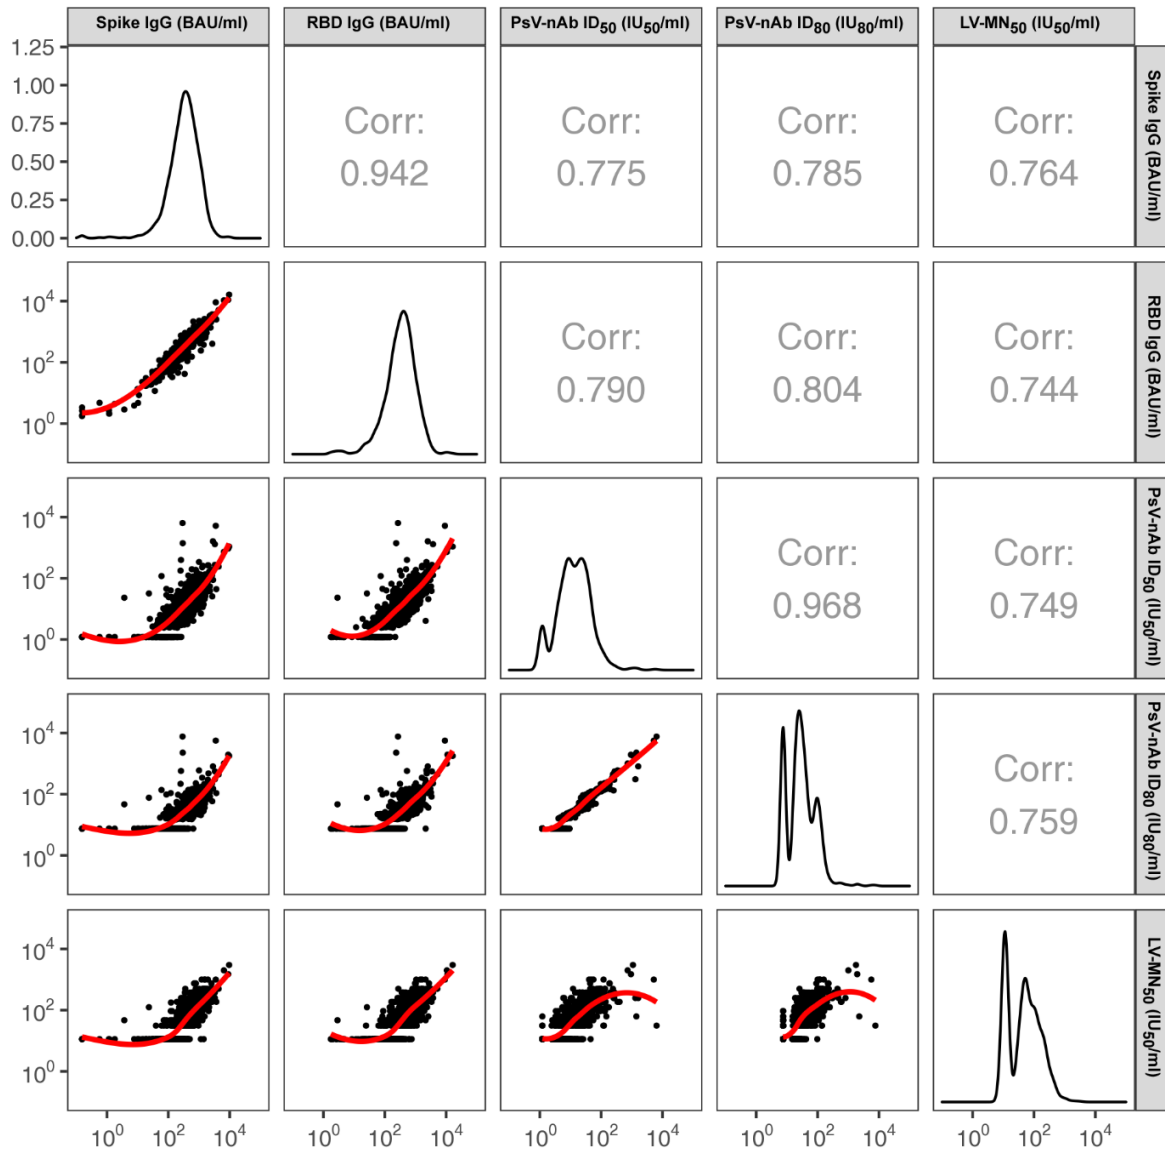 Spike IgG (BAU/ml) RBD IgG (BAU/ml) PsV-nAb ID50 (IU50/ml) PsV-nAb ID80 (IU80/ml) LV-MN50 (IU50/ml)
1.25
1.00
0.75
0.50
0.25
0.00
Corr:
0.942
Corr:
0.775
Corr:
0.785
Corr:
0.764
Spike IgG (BAU/ml)
10^4
10^2
10^0
Corr:
0.790
Corr:
0.804
Corr:
0.744
RBD IgG (BAU/ml)
10^4
10^2
10^0
Corr:
0.968
Corr:
0.749
PsV-nAb ID50 (IU50/ml)
10^4
10^2
10^0
Corr:
0.759
PsV-nAb ID80 (IU80/ml)
10^4
10^2
10^0
LV-MN50 (IU50/ml)
10^0 10^2 10^4 10^0 10^2 10^4 10^0 10^2 10^4 10^0 10^2 10^4 10^0 10^2 10^4